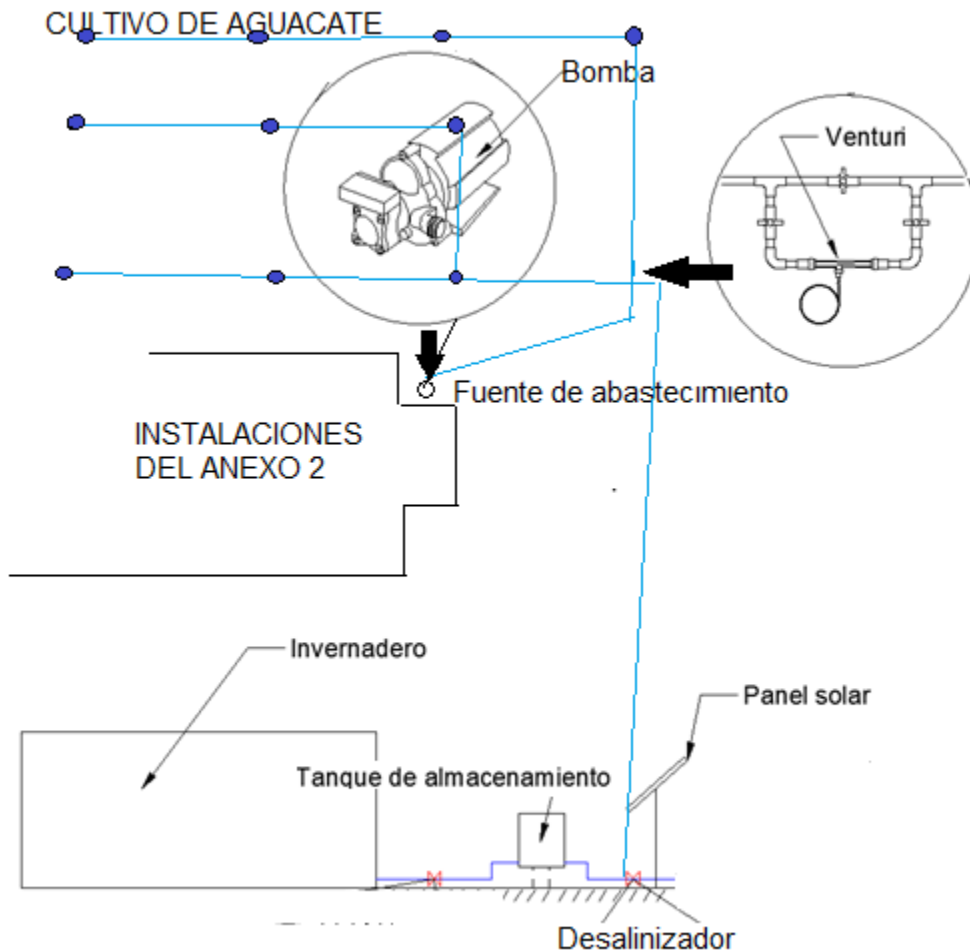 CULTIVO DE AGUACATE
Bomba
Venturi
Fuente de abastecimiento
INSTALACIONES
DEL ANEXO 2
Invernadero
Panel solar
Tanque de almacenamiento
Desalinizador